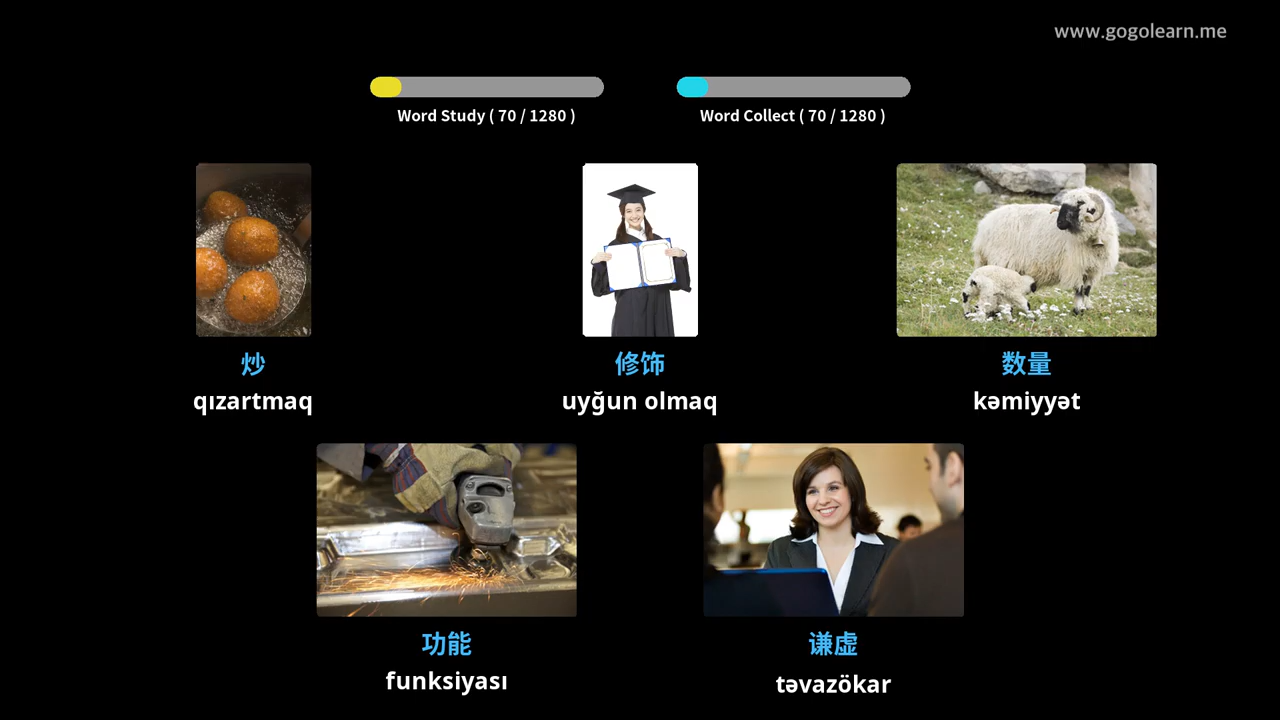 www.gogolearn.me
Word Study ( 70 / 1280 )
Word Collect ( 70 / 1280 )
炒
qızartmaq
修饰
uyğun olmaq
数量
kəmiyyət
功能
funksiyası
谦虚
təvazökar